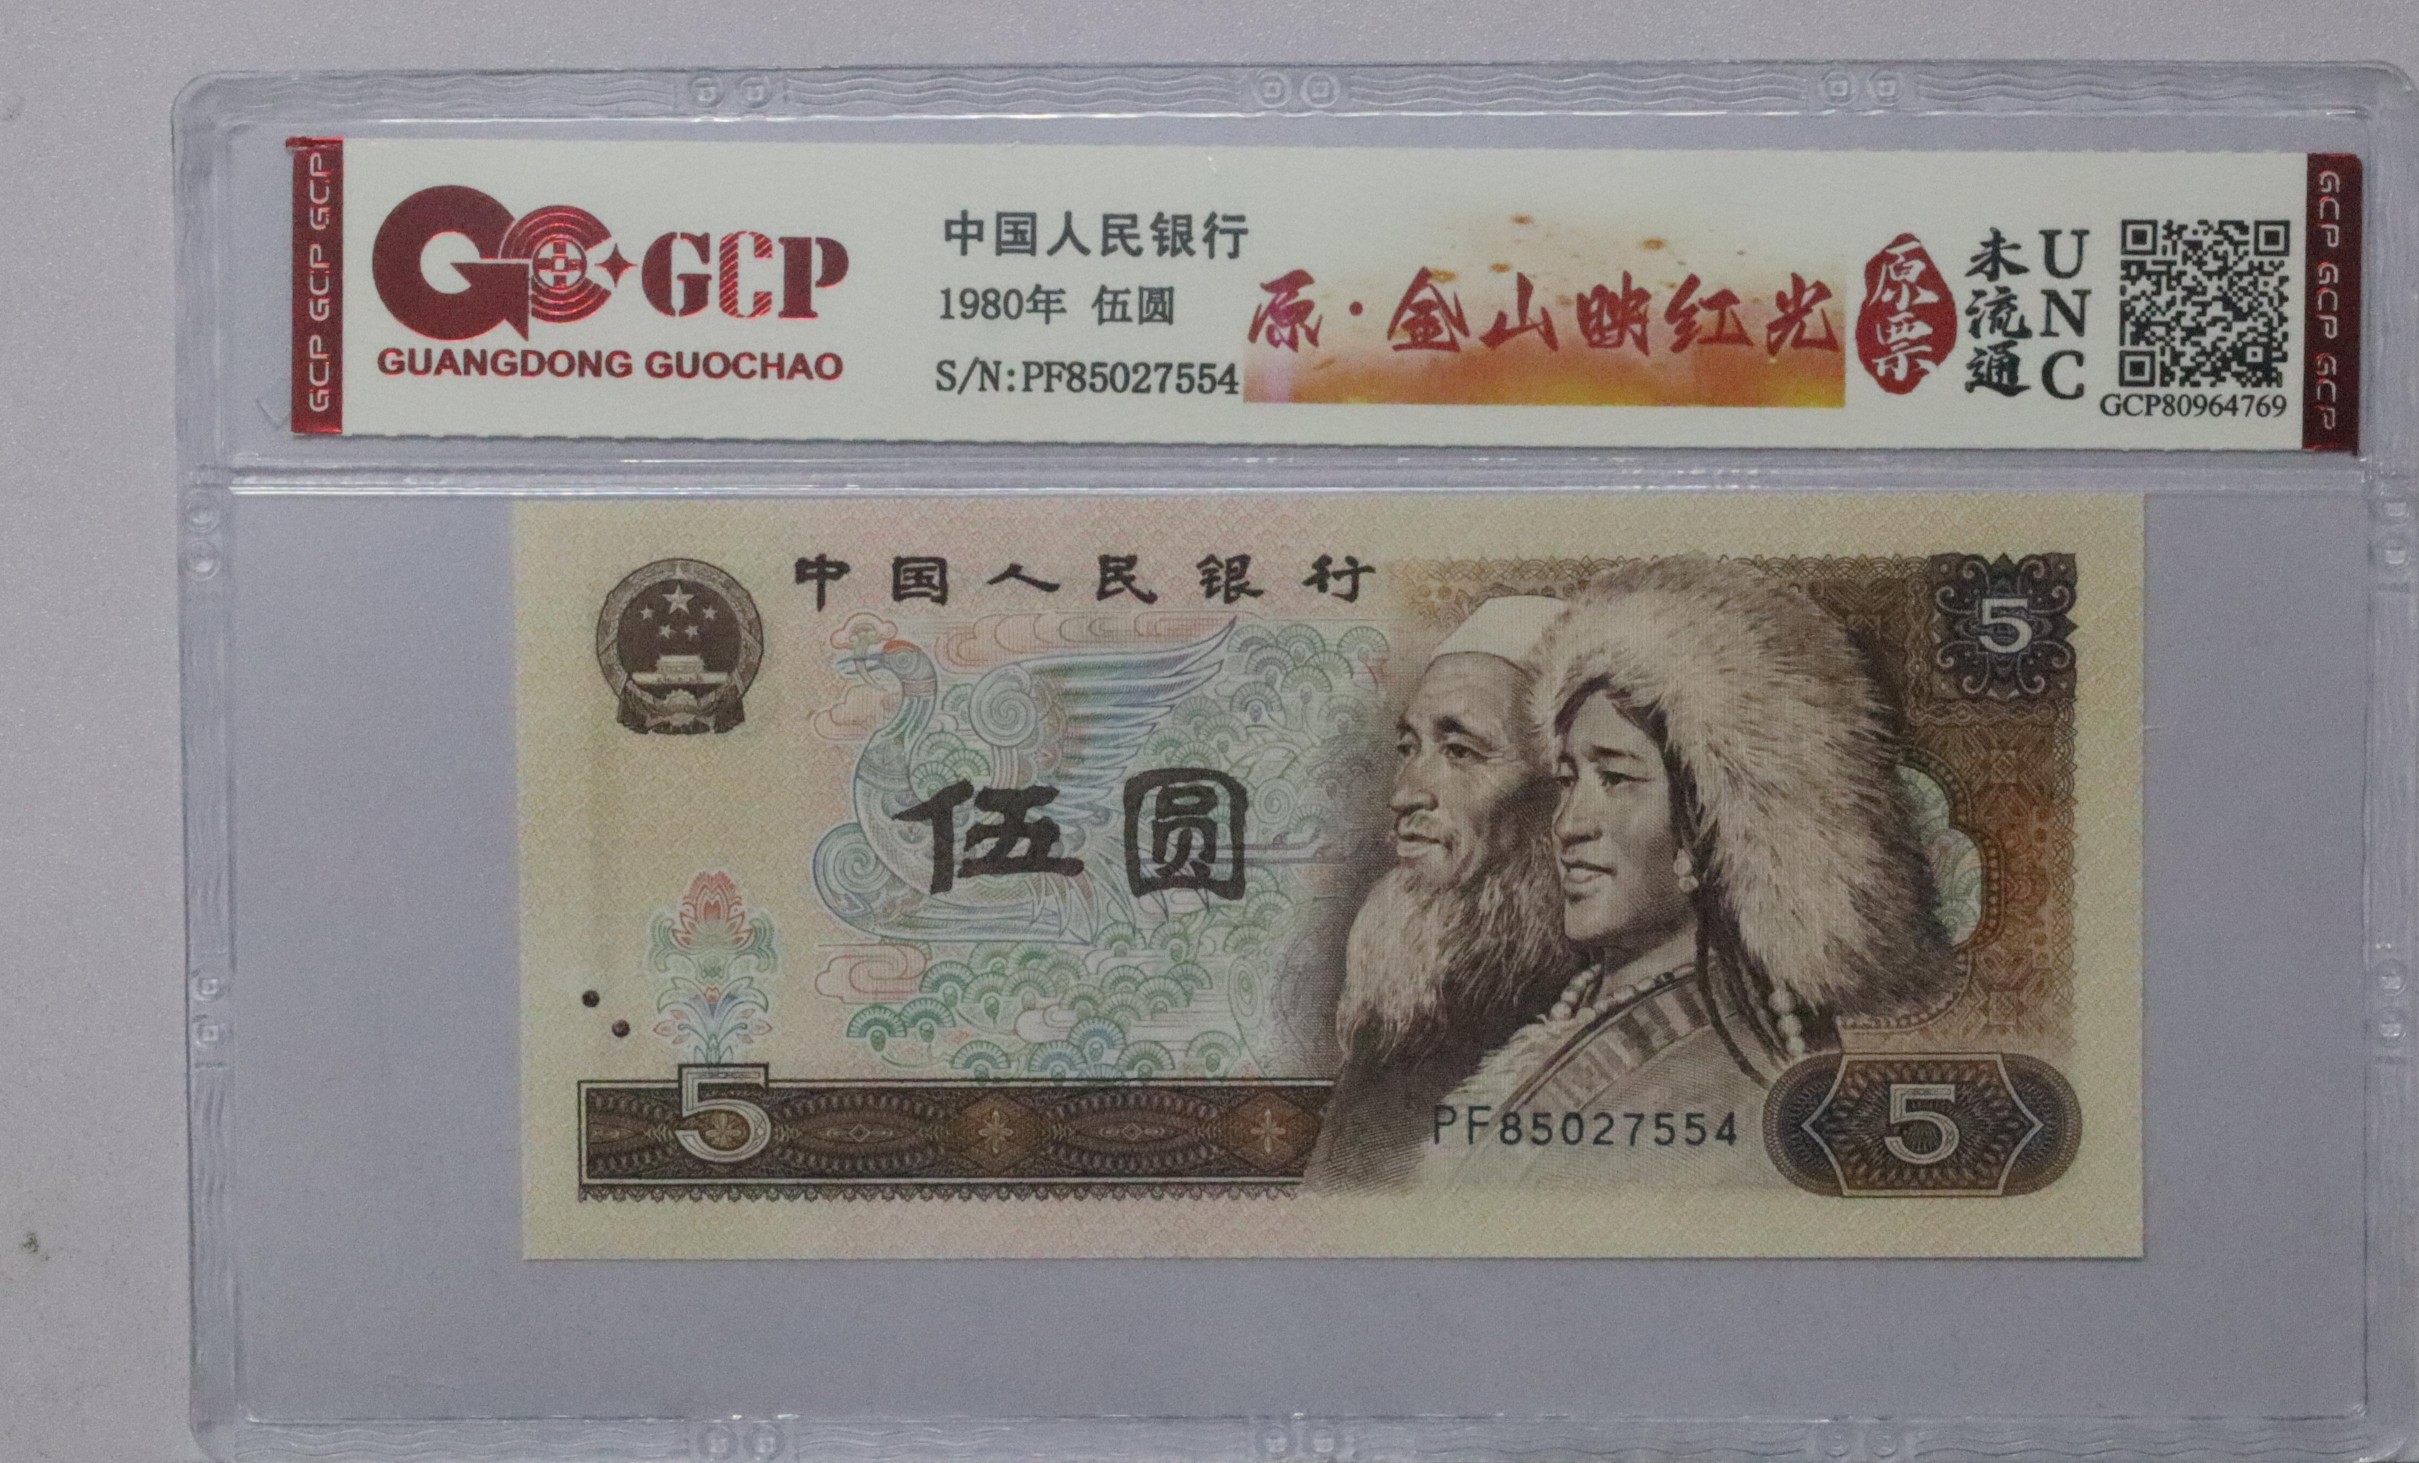 GCP GCP GCP
GCP
GUANGDONG GUOCHAO
中国人民银行
1980年 伍圆
S/N:PF85027554
原·金山映红光
原票
未流通
UNC
GCP80964769
GCP GCP GCP
中国人民银行
5
伍圆
5
PF85027554
5